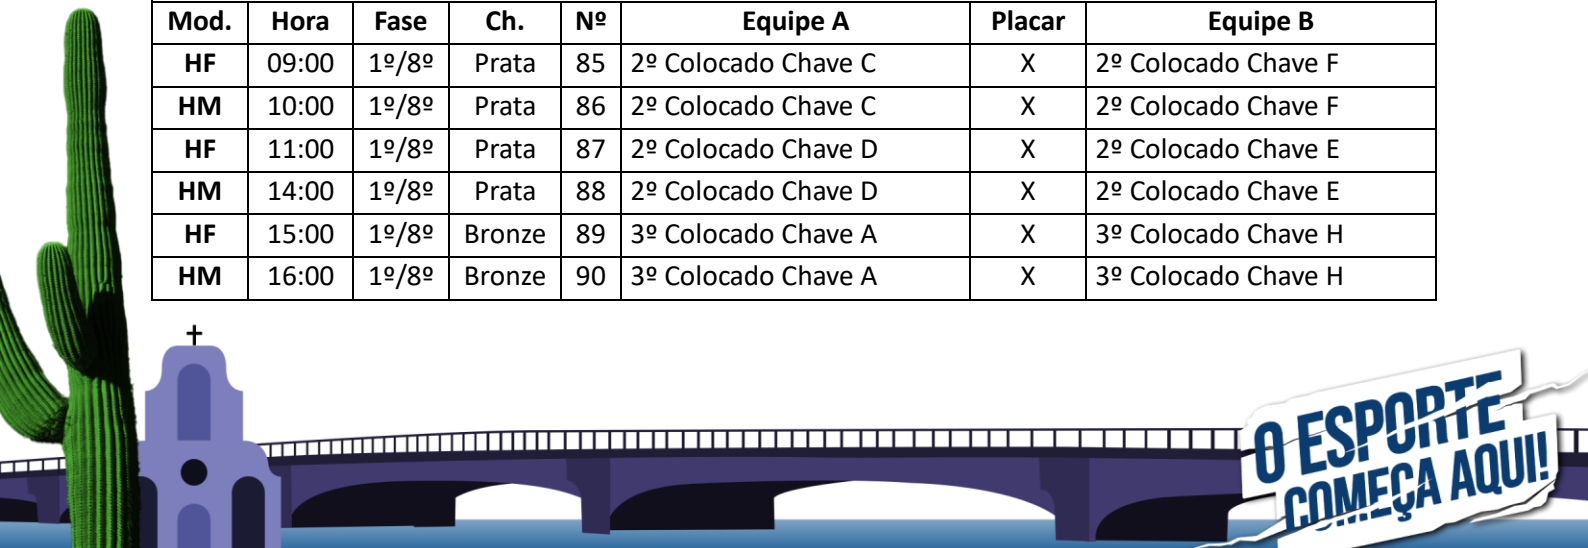 Mod. Hora Fase Ch. Nº Equipe A Placar Equipe B
HF 09:00 1º/8º Prata 85 2º Colocado Chave C X 2º Colocado Chave F
HM 10:00 1º/8º Prata 86 2º Colocado Chave C X 2º Colocado Chave F
HF 11:00 1º/8º Prata 87 2º Colocado Chave D X 2º Colocado Chave E
HM 14:00 1º/8º Prata 88 2º Colocado Chave D X 2º Colocado Chave E
HF 15:00 1º/8º Bronze 89 3º Colocado Chave A X 3º Colocado Chave H
HM 16:00 1º/8º Bronze 90 3º Colocado Chave A X 3º Colocado Chave H
O ESPORTE
COMEÇA AQUI!